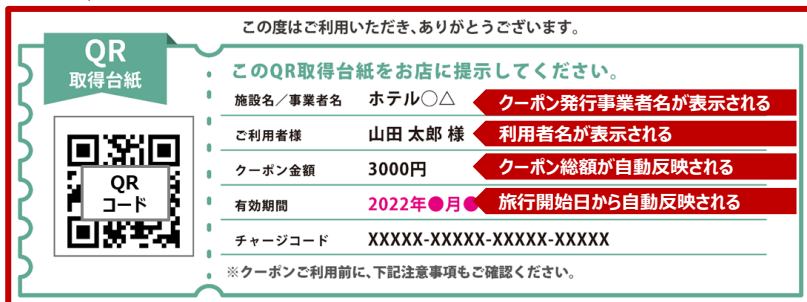 この度はご利用いただき、ありがとうございます。
QR
取得台紙
このQR取得台紙をお店に提示してください。
施設名／事業者名 ホテル○△ クーポン発行事業者名が表示される
ご利用者様 山田 太郎 様 利用者名が表示される
クーポン金額 3000円 クーポン総額が自動反映される
有効期間 2022年●月● 旅行開始日から自動反映される
チャージコード XXXXX-XXXXX-XXXXX-XXXXX
QR
コード
※クーポンご利用前に、下記注意事項もご確認ください。